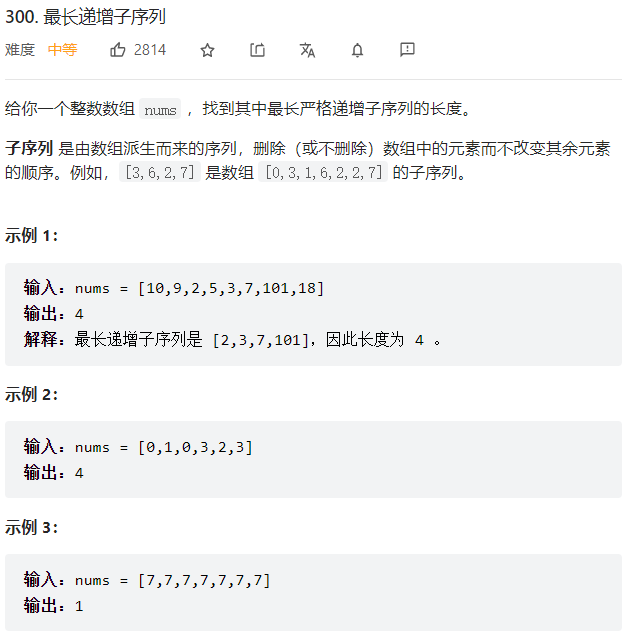 300. 最长递增子序列
难度 中等 2814
给你一个整数数组 nums ，找到其中最长严格递增子序列的长度。
子序列 是由数组派生而来的序列，删除（或不删除）数组中的元素而不改变其余元素
的顺序。例如，[3,6,2,7] 是数组 [0,3,1,6,2,2,7] 的子序列。
示例 1：
输入：nums = [10,9,2,5,3,7,101,18]
输出：4
解释：最长递增子序列是 [2,3,7,101]，因此长度为 4 。
示例 2：
输入：nums = [0,1,0,3,2,3]
输出：4
示例 3：
输入：nums = [7,7,7,7,7,7,7]
输出：1